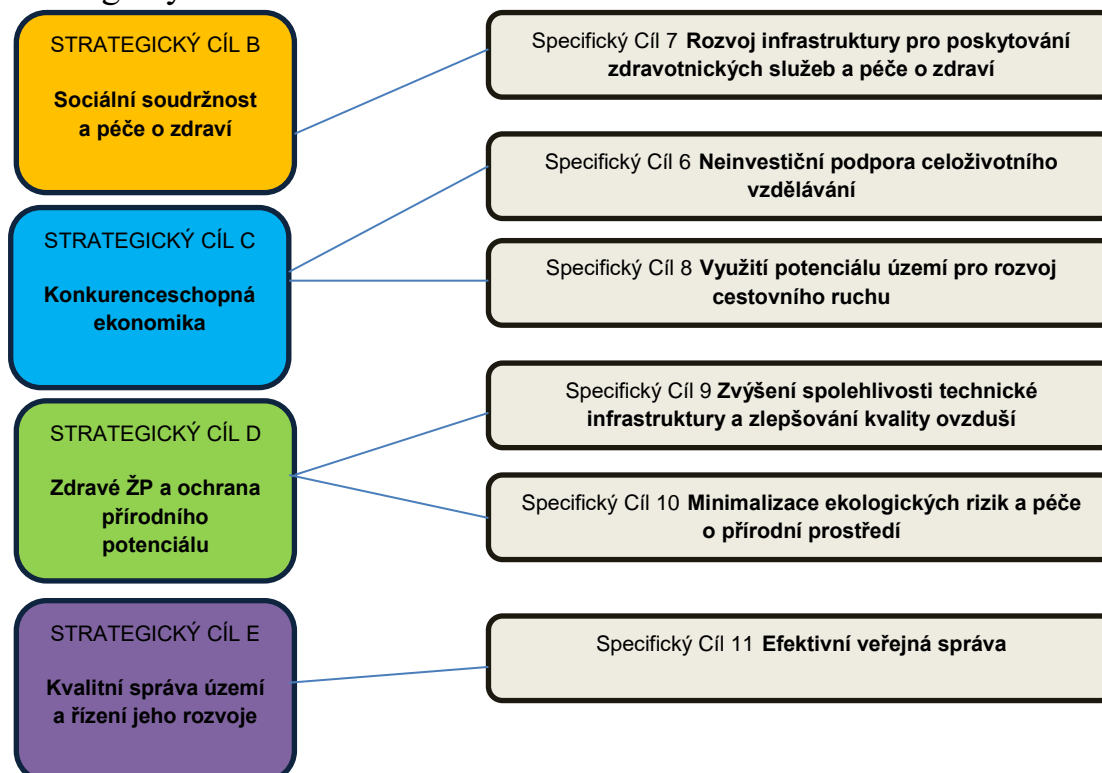 STRATEGICKÝ CÍL B
Sociální soudržnost
a péče o zdraví
Specifický Cíl 7 Rozvoj infrastruktury pro poskytování
zdravotnických služeb a péče o zdraví
Specifický Cíl 6 Neinvestiční podpora celoživotního
vzdělávání
STRATEGICKÝ CÍL C
Konkurenceschopná
ekonomika
Specifický Cíl 8 Využití potenciálu území pro rozvoj
cestovního ruchu
STRATEGICKÝ CÍL D
Zdravé ŽP a ochrana
přírodního
potenciálu
Specifický Cíl 9 Zvýšení spolehlivosti technické
infrastruktury a zlepšování kvality ovzduší
Specifický Cíl 10 Minimalizace ekologických rizik a péče
o přírodní prostředí
STRATEGICKÝ CÍL E
Kvalitní správa území
a řízení jeho rozvoje
Specifický Cíl 11 Efektivní veřejná správa